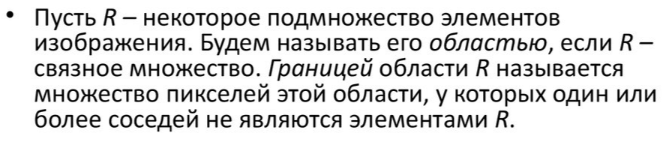 • Пусть R – некоторое подмножество элементов
изображения. Будем называть его областью, если R –
связное множество. Границей области R называется
множество пикселей этой области, у которых один или
более соседей не являются элементами R.